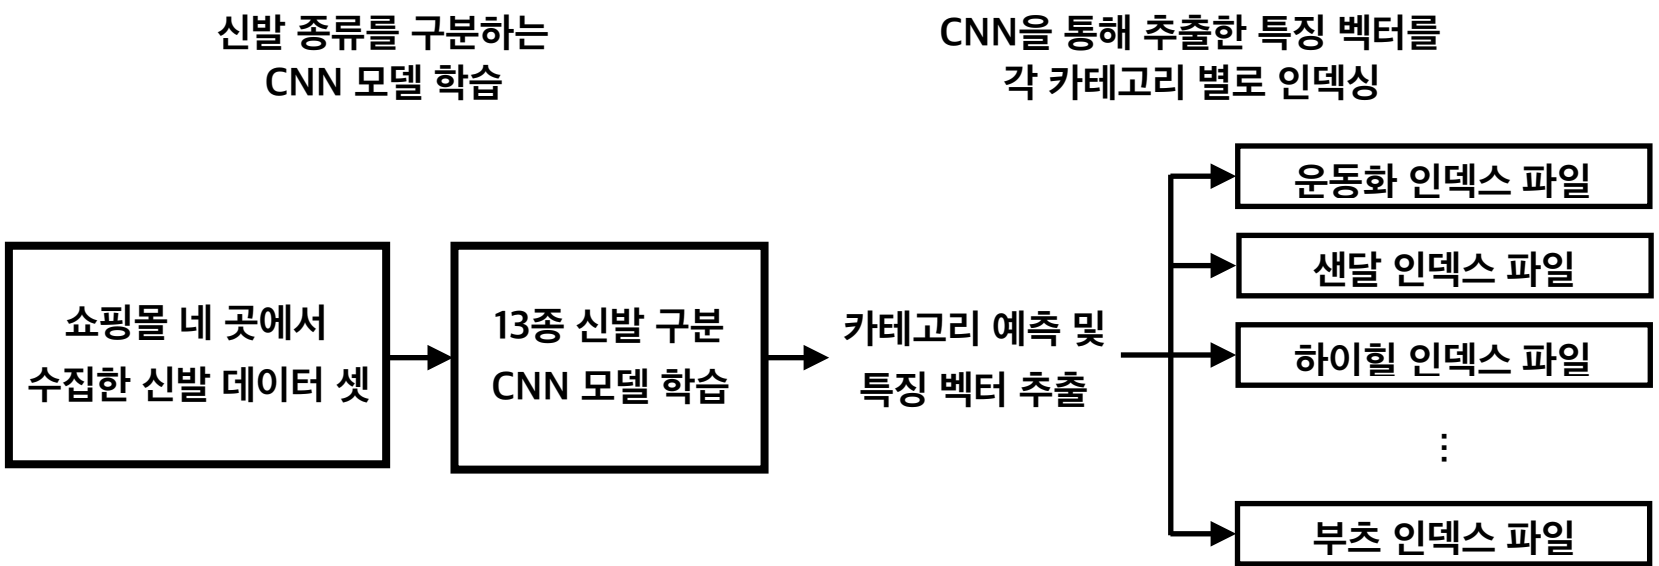 신발 종류를 구분하는
CNN 모델 학습
CNN을 통해 추출한 특징 벡터를
각 카테고리 별로 인덱싱
쇼핑몰 네 곳에서
수집한 신발 데이터 셋
13종 신발 구분
CNN 모델 학습
카테고리 예측 및
특징 벡터 추출
운동화 인덱스 파일
샌달 인덱스 파일
하이힐 인덱스 파일
⋮
부츠 인덱스 파일